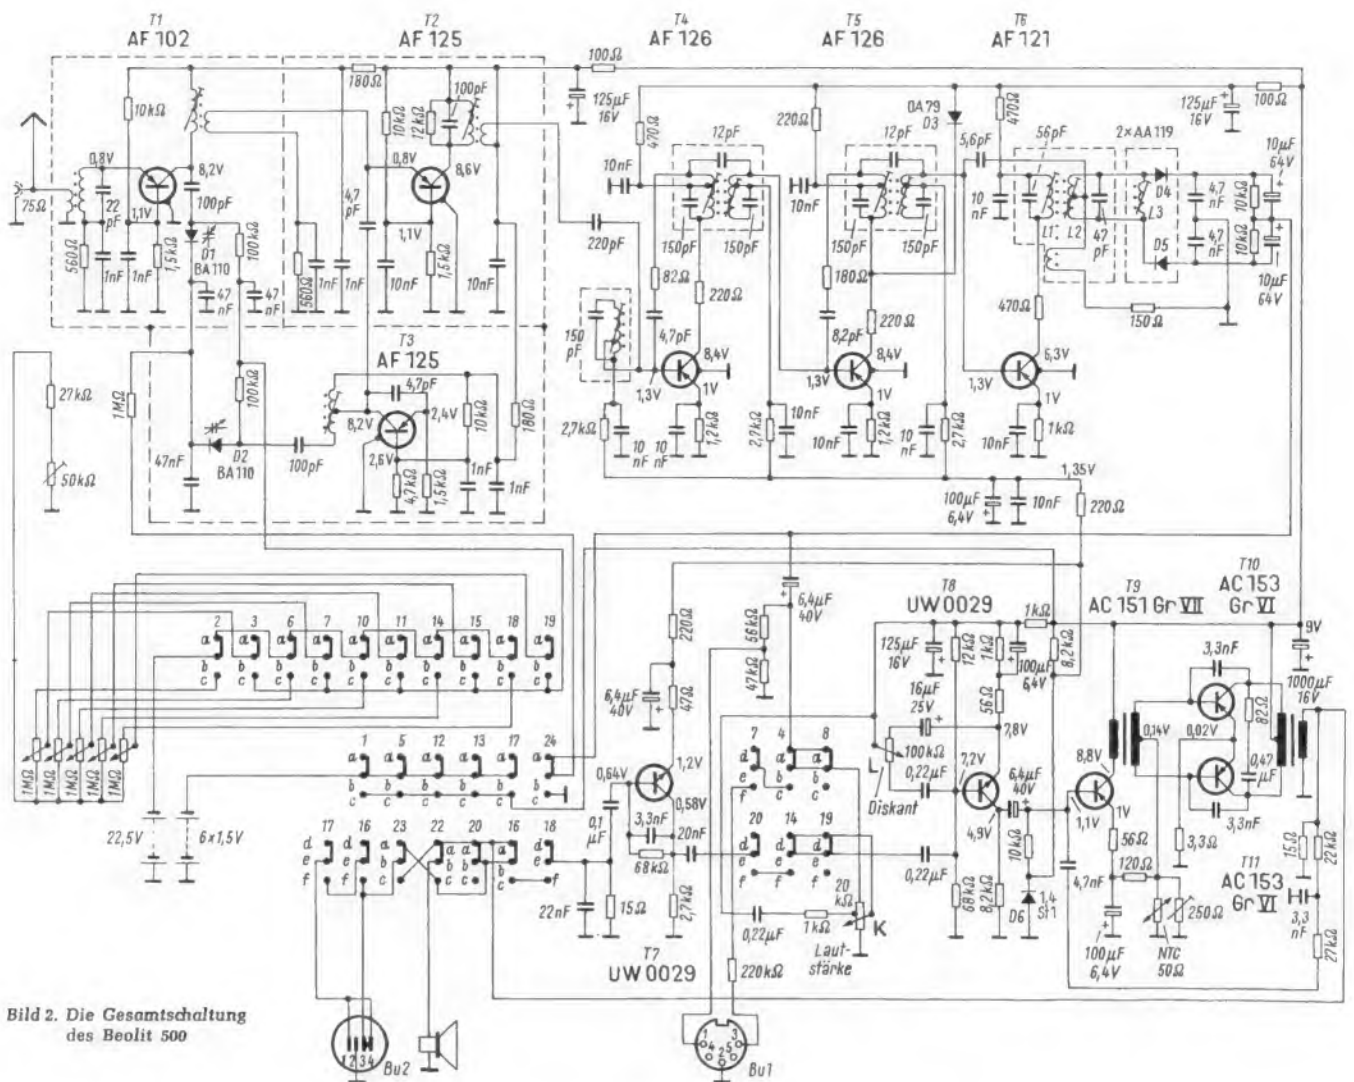 T1
AF 102
T2
AF 125
T4
AF 126
T5
AF 126
T6
AF 121
100Ω
180Ω
100pF
125µF
16V
220Ω
OA79
D3
470Ω
125µF
16V
100Ω
10kΩ
10kΩ
12kΩ
470Ω
12pF
12pF
5,6pF
56pF
2×AA119
10µF
64V
0,8V
8,2V
0,8V
8,6V
10nF
10nF
10
nF
D4
4,7
nF
10kΩ
75Ω
22
pF
100pF
4,7
pF
220pF
150pF
150pF
150pF
150pF
L1
L2
47
pF
L3
1,1V
1,1V
D5
4,7
nF
10kΩ
10µF
64V
560Ω
1nF
1nF
1,5kΩ
D1
BA110
100kΩ
560Ω
1nF
1nF
10nF
1,5kΩ
10nF
82Ω
220Ω
180Ω
220Ω
470Ω
150Ω
47
nF
47
nF
150
pF
4,7pF
8,2pF
T3
AF 125
8,4V
8,4V
6,3V
27kΩ
1MΩ
100kΩ
4,7pF
1,3V
1V
1,3V
1V
1,3V
1V
8,2V
2,4V
10kΩ
180Ω
2,7kΩ
10
nF
10
nF
1,2kΩ
2,7kΩ
10nF
10nF
1,2kΩ
10
nF
2,7kΩ
10nF
1kΩ
50kΩ
47nF
D2
BA110
100pF
2,6V
4,7kΩ
1,5kΩ
1nF
1nF
1,35V
100µF
6,4V
10nF
220Ω
T8
UW 0029
T9
AC 151 Gr VII
T10
AC 153
Gr VI
6,4µF
40V
2 3 6 7 10 11 14 15 18 19
a a a a a a a a a a
b b b b b b b b b b
c c c c c c c c c c
220Ω
56kΩ
47kΩ
125µF
16V
12kΩ
1kΩ
1kΩ
100µF
6,4V
8,2kΩ
9V
3,3nF
1000µF
16V
6,4µF
40V
47Ω
16µF
25V
56Ω
7,8V
0,14V
0,02V
82Ω
1 5 12 13 17 24
a a a a a a
b b b b b b
c c c c c c
7 4 8
d a a
e b b
f c c
L
100kΩ
Diskant
0,22µF
7,2V
6,4µF
40V
8,8V
0,47
µF
1MΩ 1MΩ 1MΩ 1MΩ 1MΩ
0,64V
1,2V
4,9V
1,1V
1V
3,3nF
22,5V
6×1,5V
0,1
µF
0,58V
3,3nF
20nF
68kΩ
17 16 23 22 20 16 18
d d a a a a d
e e b b b b e
f f c c c c f
20 14 19
d d d
e e e
f f f
0,22µF
10kΩ
56Ω
120Ω
4,7nF
3,3Ω
T11
AC 153
Gr VI
15Ω
22kΩ
22nF
15Ω
2,7kΩ
20
kΩ
K
0,22µF
1kΩ
Laut-
stärke
68kΩ
8,2kΩ
D6
1,4
St1
100µF
6,4V
NTC
50Ω
250Ω
3,3
nF
27kΩ
T7
UW 0029
220kΩ
Bild 2. Die Gesamtschaltung
des Beolit 500
1 2 3 4
Bu2
1 3
4 5
2
Bu1